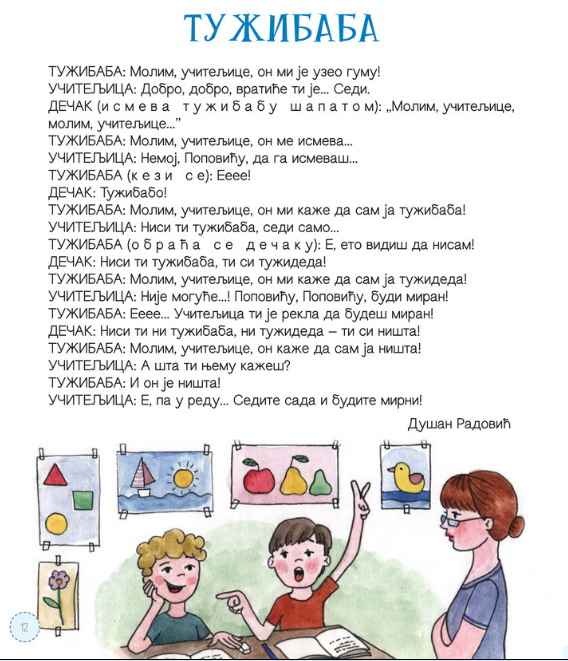 ТУЖИБАБА
ТУЖИБАБА: Молим, учитељице, он ми је узео гуму!
УЧИТЕЉИЦА: Добро, добро, вратиће ти је... Седи.
ДЕЧАК (и с м е в а т у ж и б а б у ш а п а т о м): „Молим, учитељице,
молим, учитељице...”
ТУЖИБАБА: Молим, учитељице, он ме исмева...
УЧИТЕЉИЦА: Немој, Поповићу, да га исмеваш...
ТУЖИБАБА (к е з и с е): Ееее!
ДЕЧАК: Тужибабо!
ТУЖИБАБА: Молим, учитељице, он ми каже да сам ја тужибаба!
УЧИТЕЉИЦА: Ниси ти тужибаба, седи само...
ТУЖИБАБА (о б р а ћ а с е д е ч а к у): Е, ето видиш да нисам!
ДЕЧАК: Ниси ти тужибаба, ти си тужидеда!
ТУЖИБАБА: Молим, учитељице, он ми каже да сам ја тужидеда!
УЧИТЕЉИЦА: Није могуће...! Поповићу, Поповићу, буди миран!
ТУЖИБАБА: Ееее... Учитељица ти је рекла да будеш миран!
ДЕЧАК: Ниси ти ни тужибаба, ни тужидеда – ти си ништа!
ТУЖИБАБА: Молим, учитељице, он каже да сам ја ништа!
УЧИТЕЉИЦА: А шта ти њему кажеш?
ТУЖИБАБА: И он је ништа!
УЧИТЕЉИЦА: Е, па у реду... Седите сада и будите мирни!
Душан Радовић
12